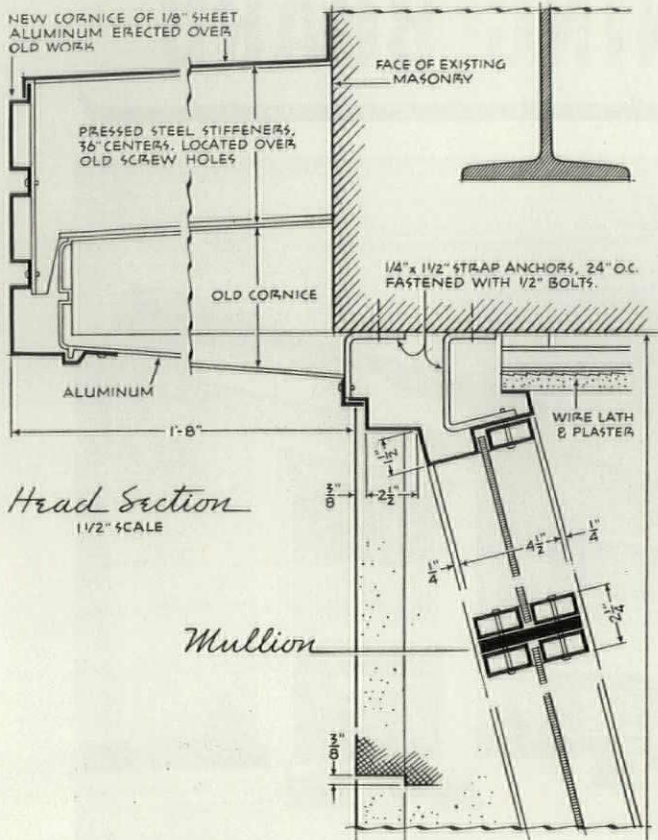 NEW CORNICE OF 1/8" SHEET
ALUMINUM ERECTED OVER
OLD WORK
FACE OF EXISTING
MASONRY
PRESSED STEEL STIFFENERS,
36" CENTERS, LOCATED OVER
OLD SCREW HOLES
1/4" x 1 1/2" STRAP ANCHORS, 24" O.C.
FASTENED WITH 1/2" BOLTS.
OLD CORNICE
ALUMINUM
WIRE LATH
& PLASTER
1'-8"
1 1/2"
3/8"
2 1/2"
Head Section
1 1/2" SCALE
1/4"
4 1/2"
1/4"
2 1/4"
Mullion
3/8"